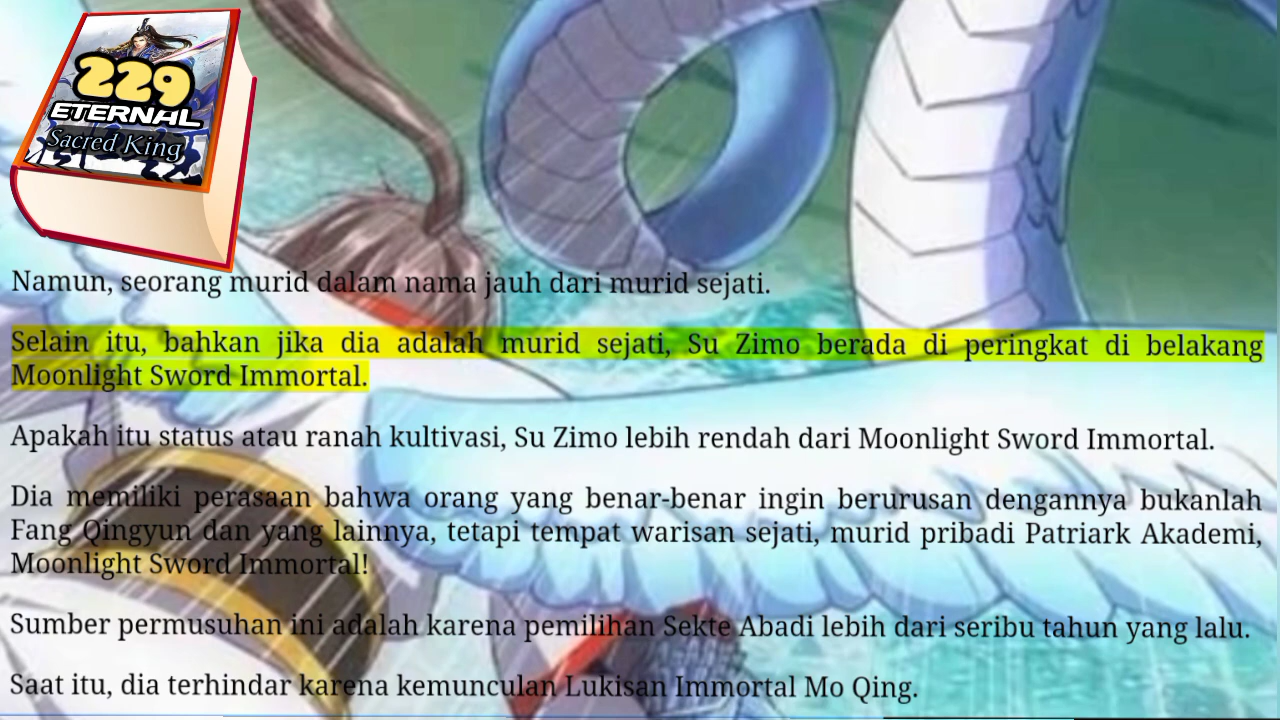 229
ETERNAL
Sacred King
Namun, seorang murid dalam nama jauh dari murid sejati.
Selain itu, bahkan jika dia adalah murid sejati, Su Zimo berada di peringkat di belakang
Moonlight Sword Immortal.
Apakah itu status atau ranah kultivasi, Su Zimo lebih rendah dari Moonlight Sword Immortal.
Dia memiliki perasaan bahwa orang yang benar-benar ingin berurusan dengannya bukanlah
Fang Qingyun dan yang lainnya, tetapi tempat warisan sejati, murid pribadi Patriark Akademi,
Moonlight Sword Immortal!
Sumber permusuhan ini adalah karena pemilihan Sekte Abadi lebih dari seribu tahun yang lalu.
Saat itu, dia terhindar karena kemunculan Lukisan Immortal Mo Qing.